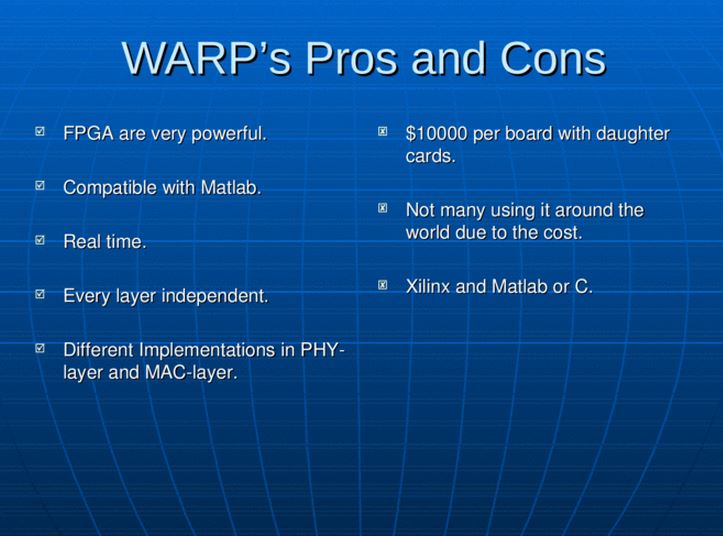 WARP’s Pros and Cons
FPGA are very powerful.
Compatible with Matlab.
Real time.
Every layer independent.
Different Implementations in PHY-
layer and MAC-layer.
$10000 per board with daughter
cards.
Not many using it around the
world due to the cost.
Xilinx and Matlab or C.